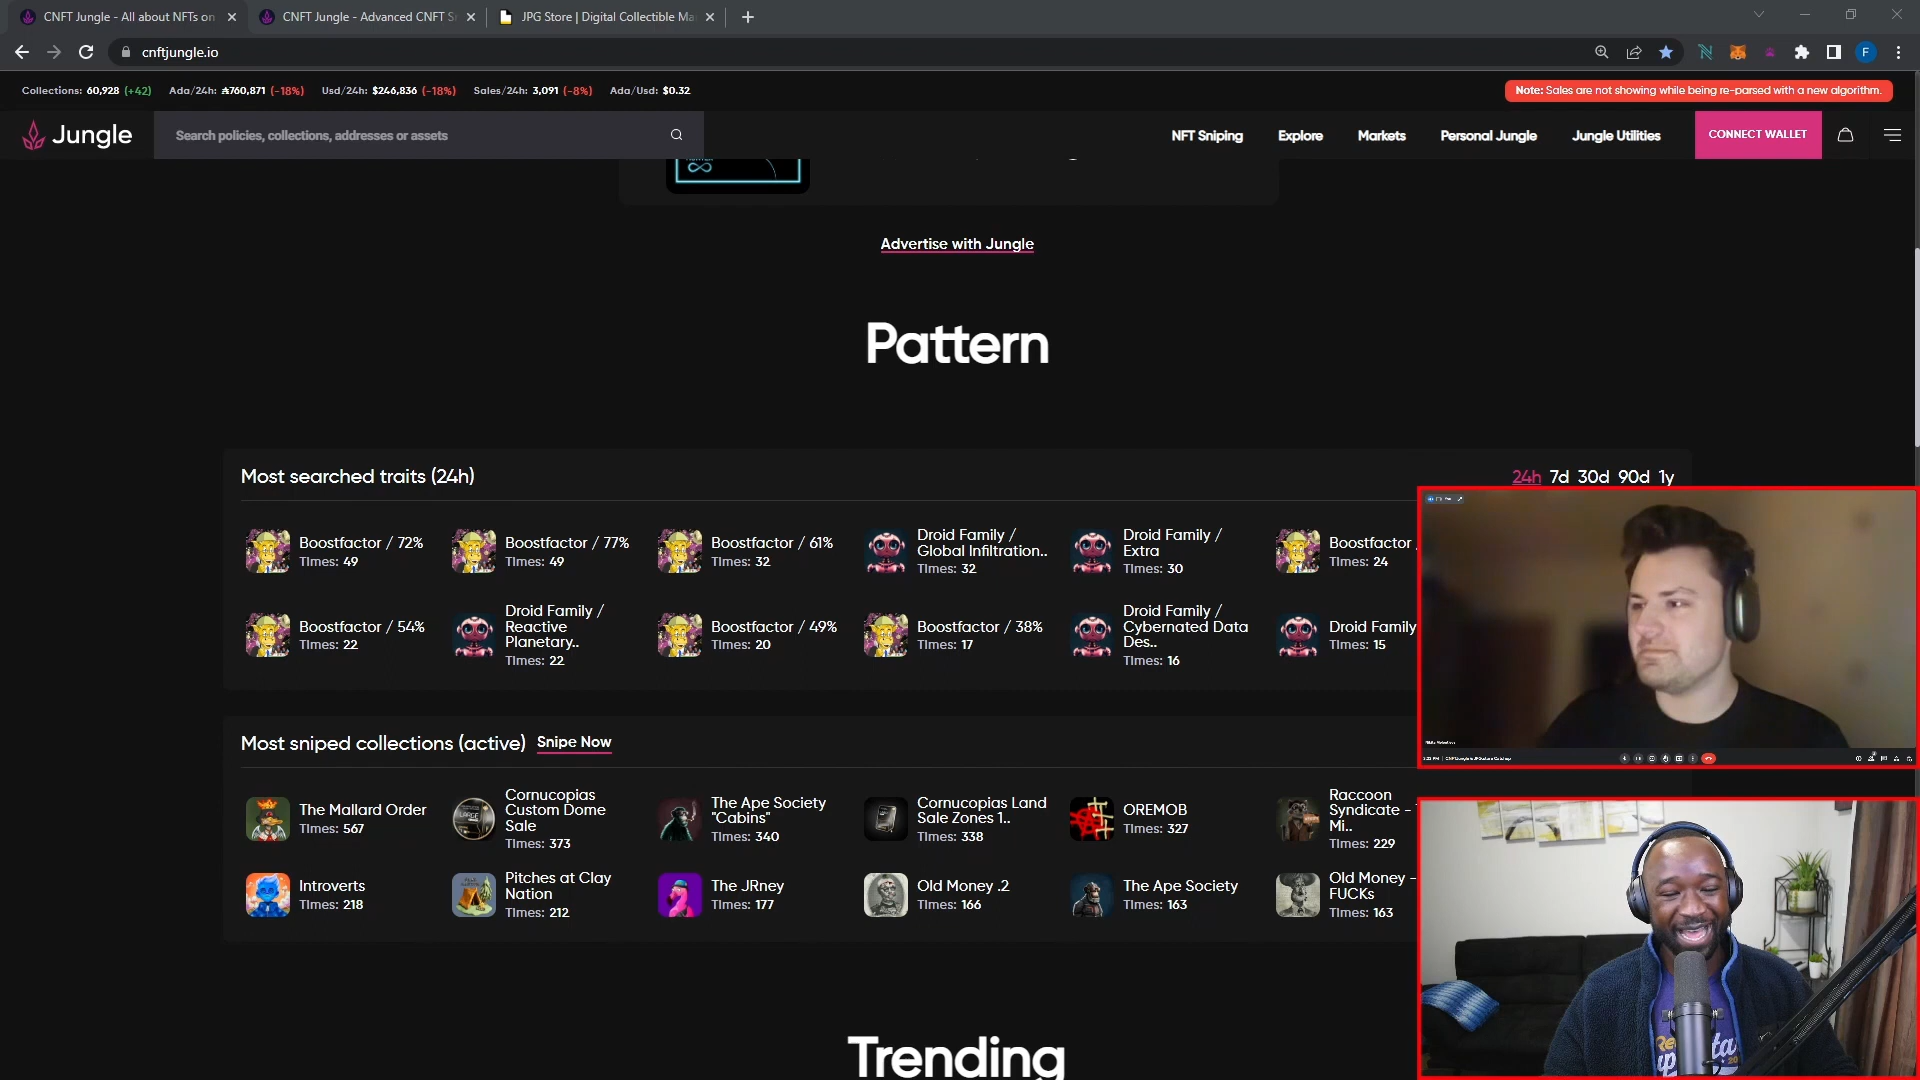 CNFT Jungle - All about NFTs on
CNFT Jungle - Advanced CNFT S
JPG Store | Digital Collectible Ma
cnftjungle.io
F
Collections: 60,928 (+42) Ada/24h: ₳760,871 (-18%) Usd/24h: $246,836 (-18%) Sales/24h: 3,091 (-8%) Ada/Usd: $0.32
Note: Sales are not showing while being re-parsed with a new algorithm.
Jungle
Search policies, collections, addresses or assets
NFT Sniping Explore Markets Personal Jungle Jungle Utilities
CONNECT WALLET
Advertise with Jungle
Pattern
Most searched traits (24h)
24h 7d 30d 90d 1y
Boostfactor / 72%
Times: 49
Boostfactor / 77%
Times: 49
Boostfactor / 61%
Times: 32
Droid Family /
Global Infiltration..
Times: 32
Droid Family /
Extra
Times: 30
Boostfactor
Times: 24
Boostfactor / 54%
Times: 22
Droid Family /
Reactive
Planetary..
Times: 22
Boostfactor / 49%
Times: 20
Boostfactor / 38%
Times: 17
Droid Family /
Cybernated Data
Des..
Times: 16
Droid Family
Times: 15
Most sniped collections (active) Snipe Now
The Mallard Order
Times: 567
Cornucopias
Custom Dome
Sale
Times: 373
The Ape Society
"Cabins"
Times: 340
Cornucopias Land
Sale Zones 1..
Times: 338
OREMOB
Times: 327
Raccoon
Syndicate -
Mi..
Times: 229
Introverts
Times: 218
Pitches at Clay
Nation
Times: 212
The JRney
Times: 177
Old Money .2
Times: 166
The Ape Society
Times: 163
Old Money -
FUCKs
Times: 163
Trending